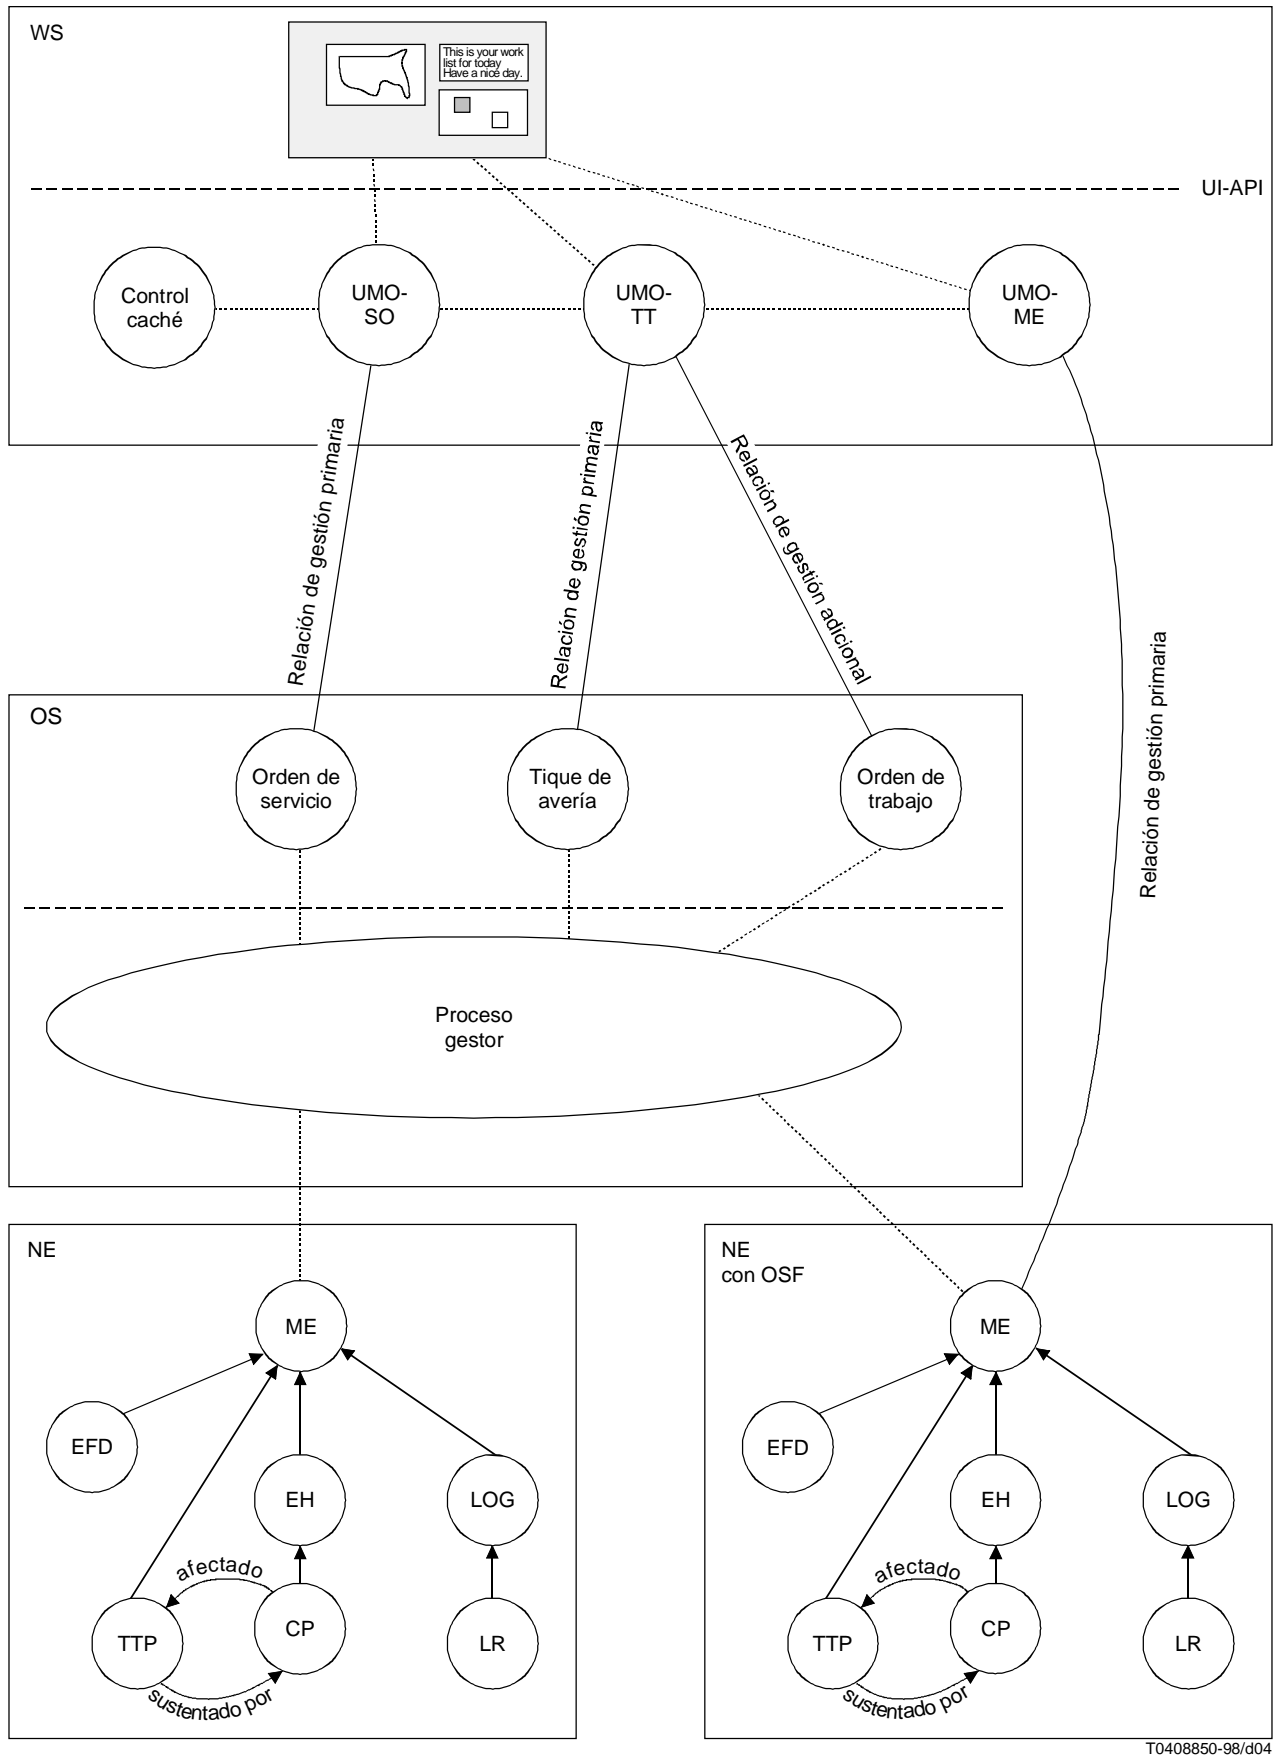 WS
This is your work
list for today
Have a nice day.
UI-API
Control
caché
UMO-
SO
UMO-
TT
UMO-
ME
Relación de gestión primaria
Relación de gestión primaria
Relación de gestión adicional
Relación de gestión primaria
OS
Orden de
servicio
Tique de
avería
Orden de
trabajo
Proceso
gestor
NE
ME
EFD
EH
LOG
afectado
TTP
CP
LR
sustentado por
NE
con OSF
ME
EFD
EH
LOG
afectado
TTP
CP
LR
sustentado por
T0408850-98/d04